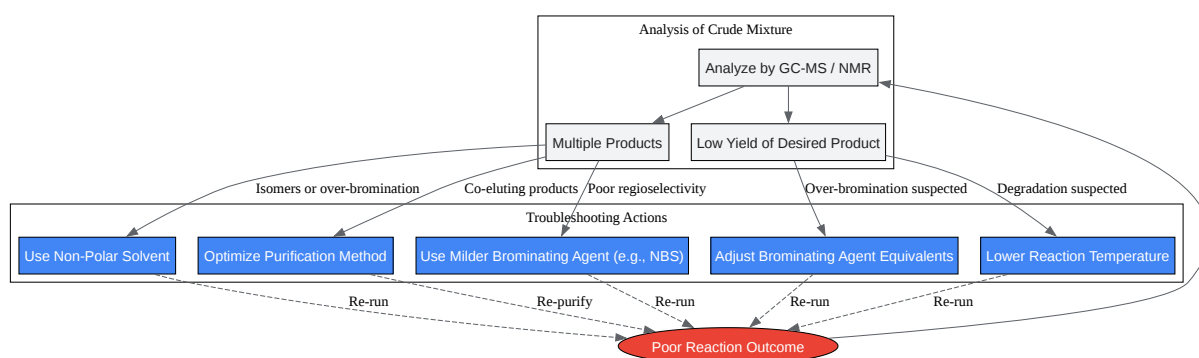 Analysis of Crude Mixture
Analyze by GC-MS / NMR
Multiple Products
Low Yield of Desired Product
Isomers or over-bromination
Co-eluting products
Poor regioselectivity
Over-bromination suspected
Degradation suspected
Troubleshooting Actions
Use Non-Polar Solvent
Optimize Purification Method
Use Milder Brominating Agent (e.g., NBS)
Adjust Brominating Agent Equivalents
Lower Reaction Temperature
Re-run
Re-purify
Re-run
Re-run
Re-run
Poor Reaction Outcome